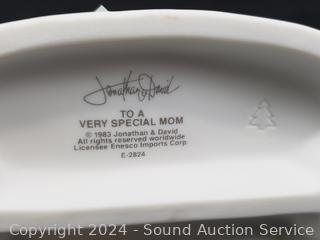 Jonathan & David
TO A
VERY SPECIAL MOM
© 1983 Jonathan & David
All rights reserved worldwide
Licensee Enesco Imports Corp.
E-2824
Copyright 2024 - Sound Auction Service